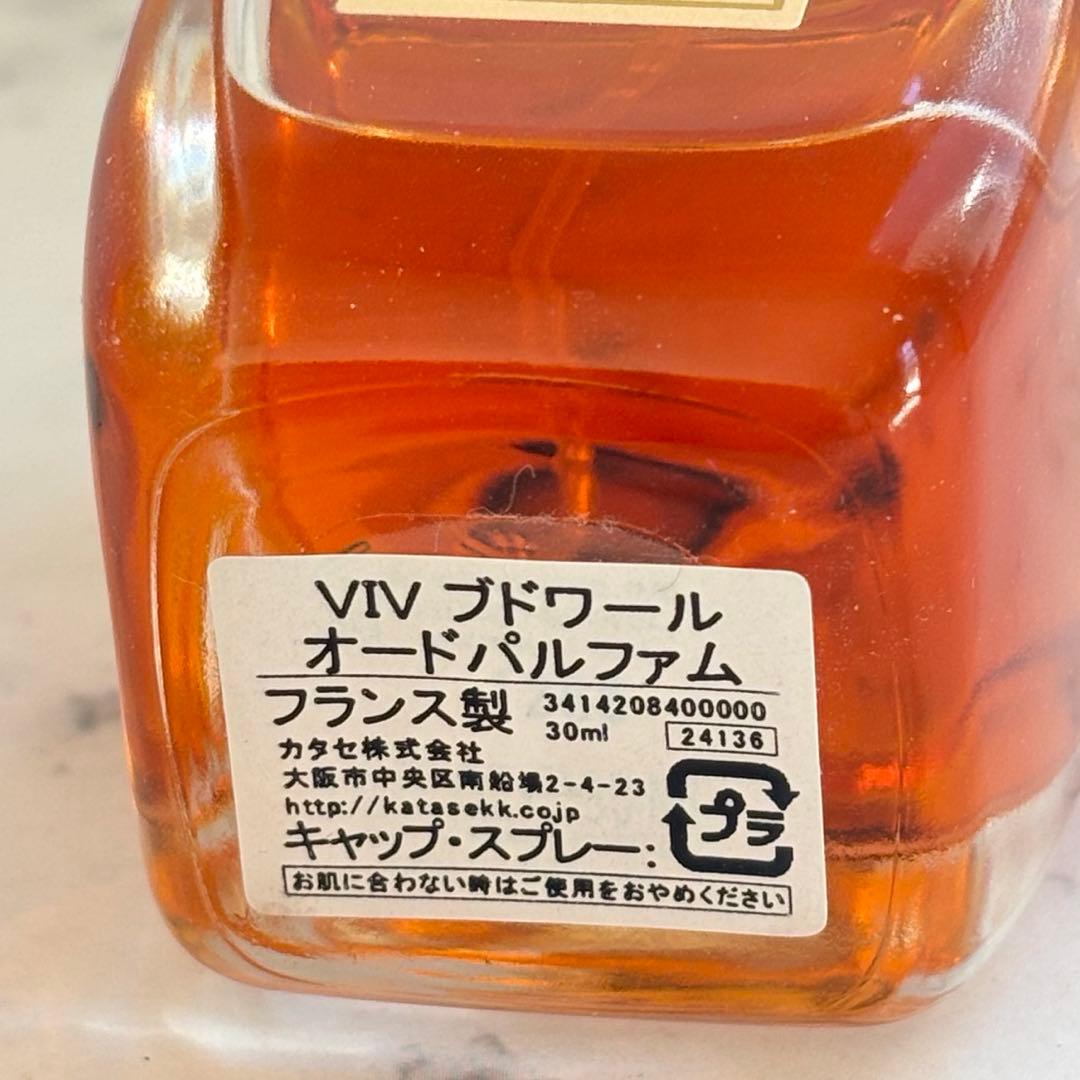 VIV ブドワール
オードパルファム
フランス製 3414208400000
30ml 24136
カタセ株式会社
大阪市中央区南船場2-4-23
http://katasekk.cojp
キャップ・スプレー: プラ
お肌に合わない時はご使用をおやめください